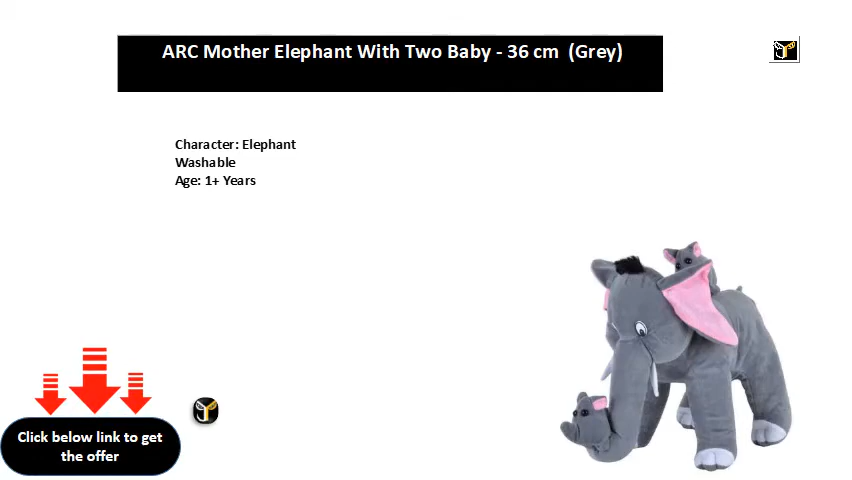 ARC Mother Elephant With Two Baby - 36 cm  (Grey)
Character: Elephant
Washable
Age: 1+ Years
Click below link to get
the offer